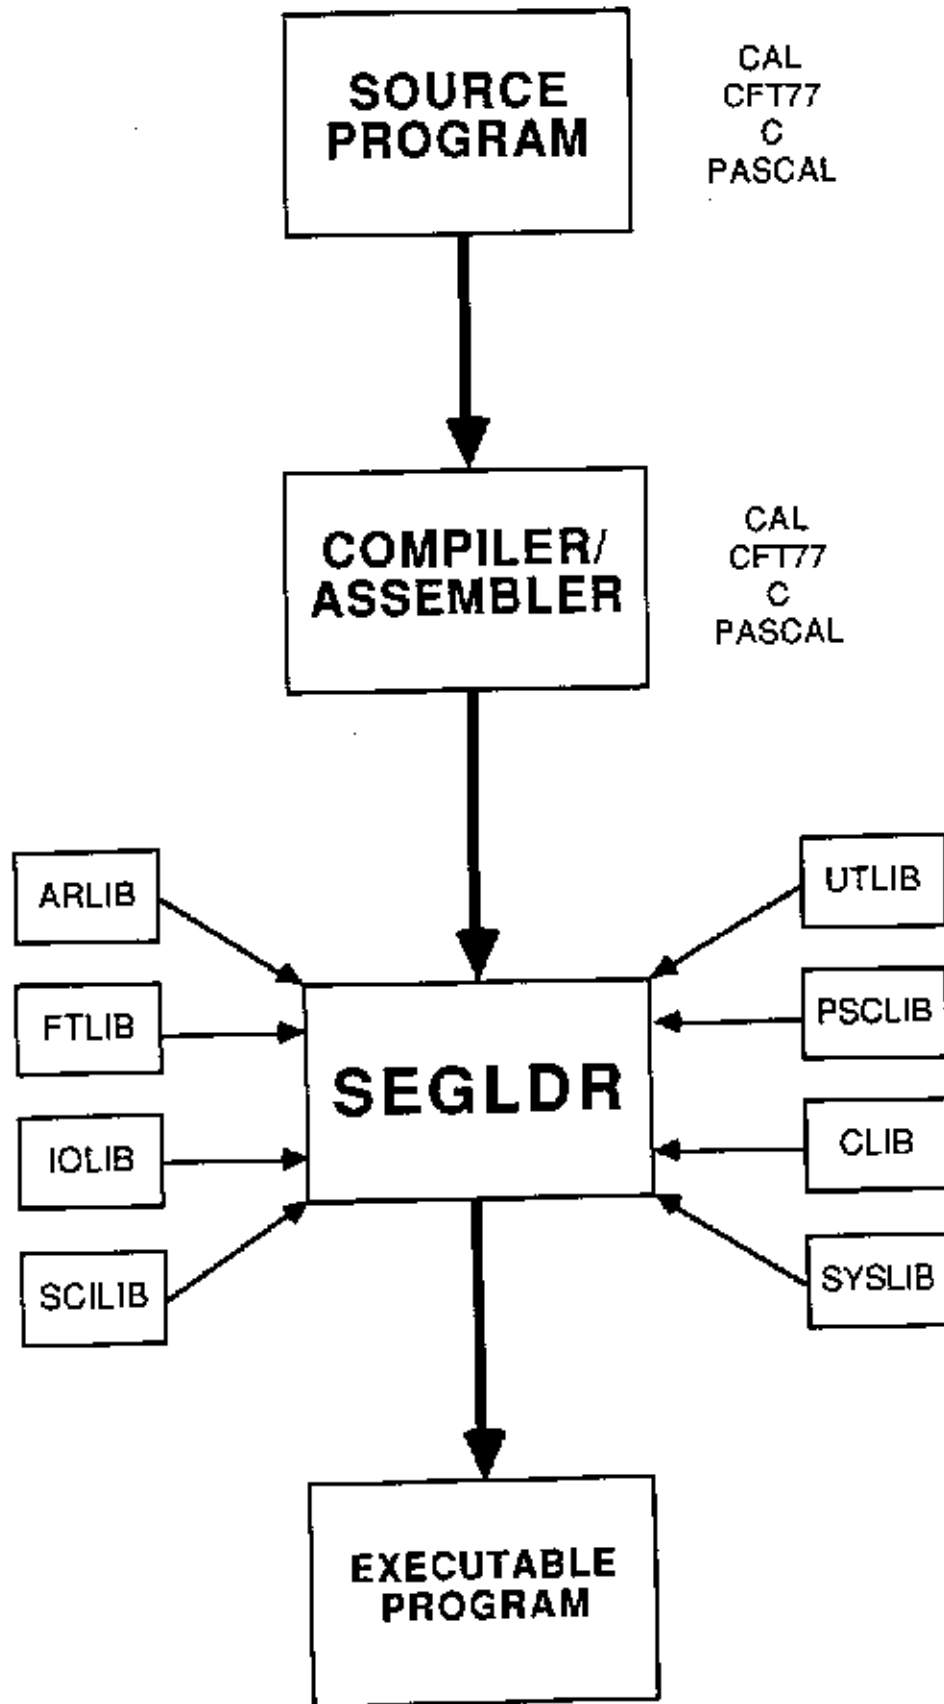 SOURCE
PROGRAM
CAL
CFT77
C
PASCAL
COMPILER/
ASSEMBLER
CAL
CFT77
C
PASCAL
ARLIB
UTLIB
FTLIB
PSCLIB
SEGLDR
IOLIB
CLIB
SCILIB
SYSLIB
EXECUTABLE
PROGRAM